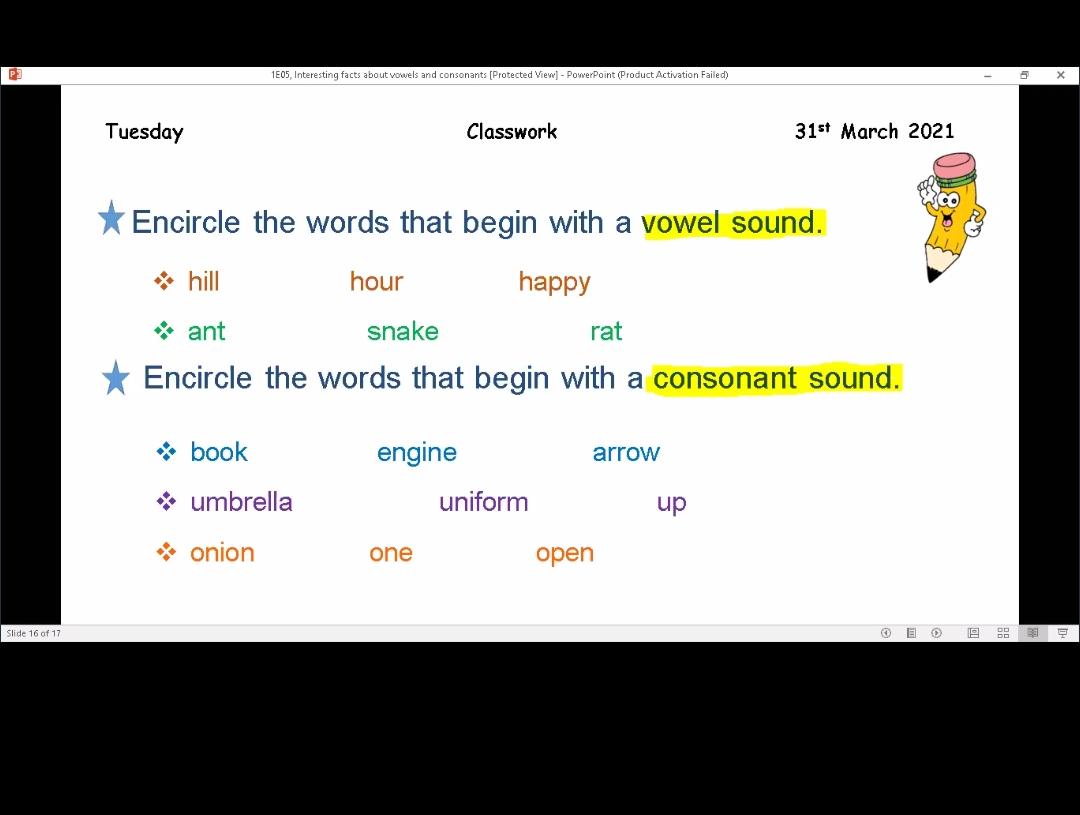 1E05, Interesting facts about vowels and consonants [Protected View] - PowerPoint (Product Activation Failed)
Tuesday Classwork 31st March 2021
Encircle the words that begin with a vowel sound.
hill hour happy
ant snake rat
Encircle the words that begin with a consonant sound.
book engine arrow
umbrella uniform up
onion one open
Slide 16 of 17